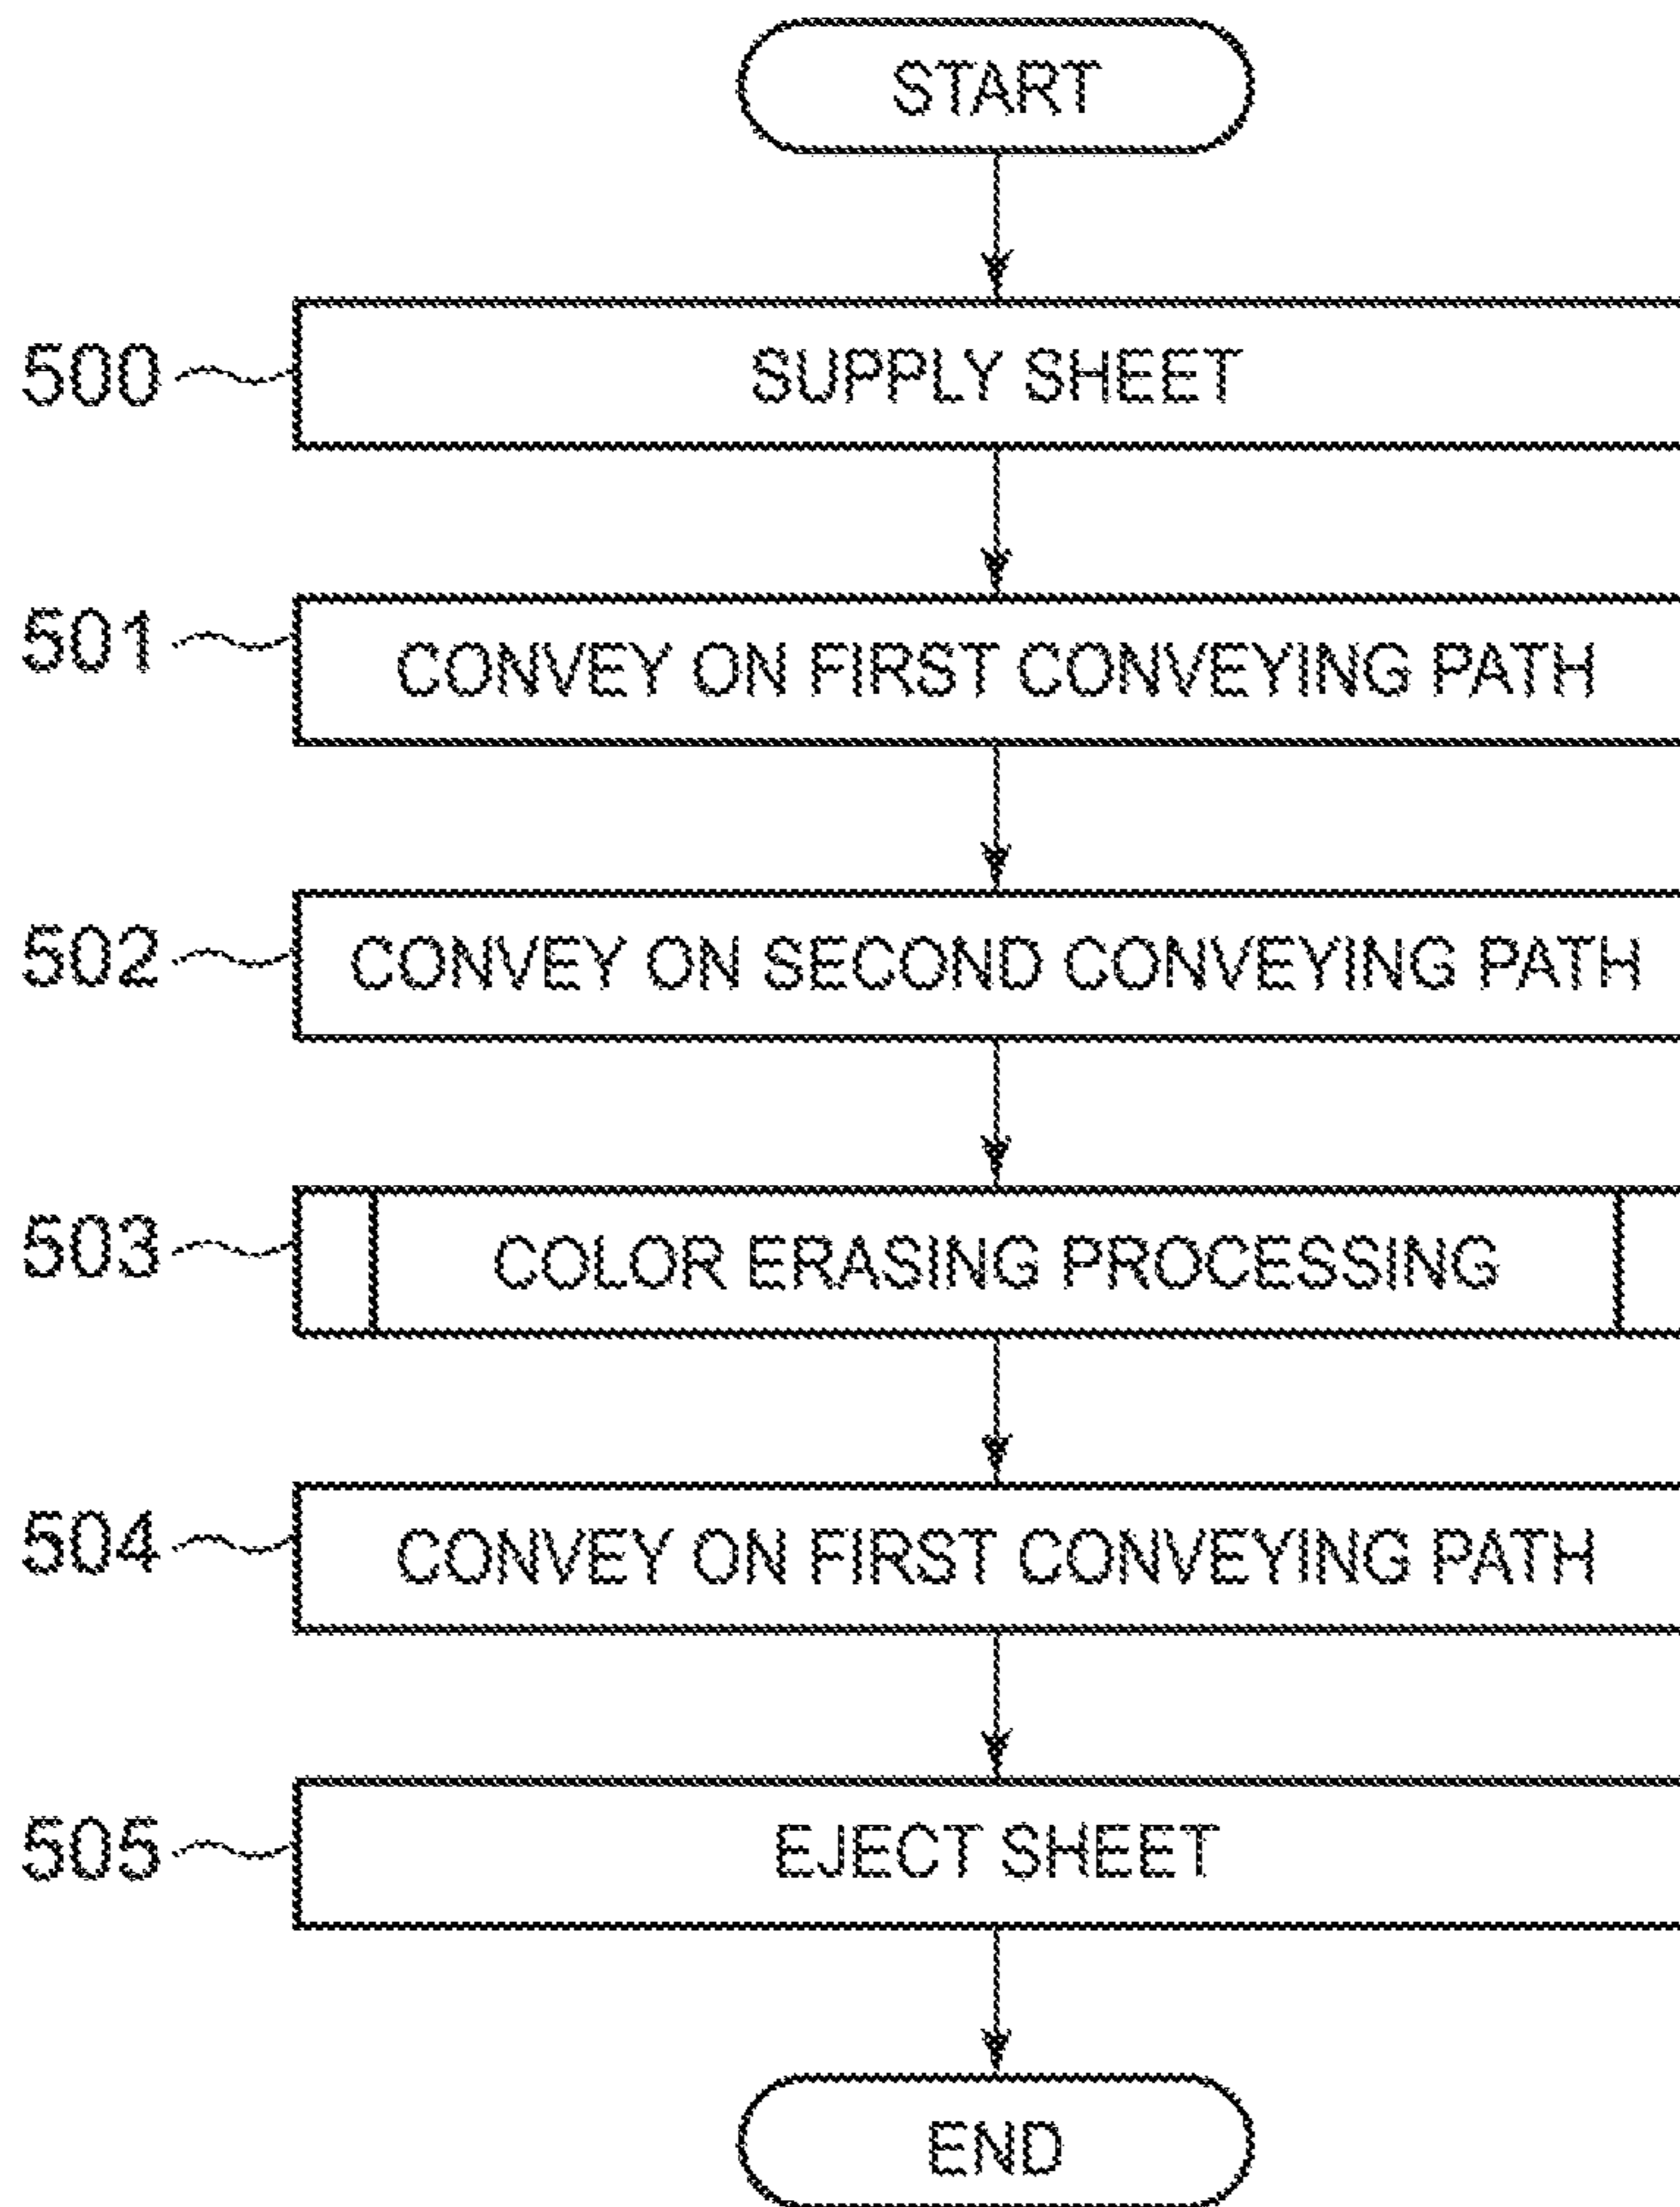 START
500 SUPPLY SHEET
501 CONVEY ON FIRST CONVEYING PATH
502 CONVEY ON SECOND CONVEYING PATH
503 COLOR ERASING PROCESSING
504 CONVEY ON FIRST CONVEYING PATH
505 EJECT SHEET
END